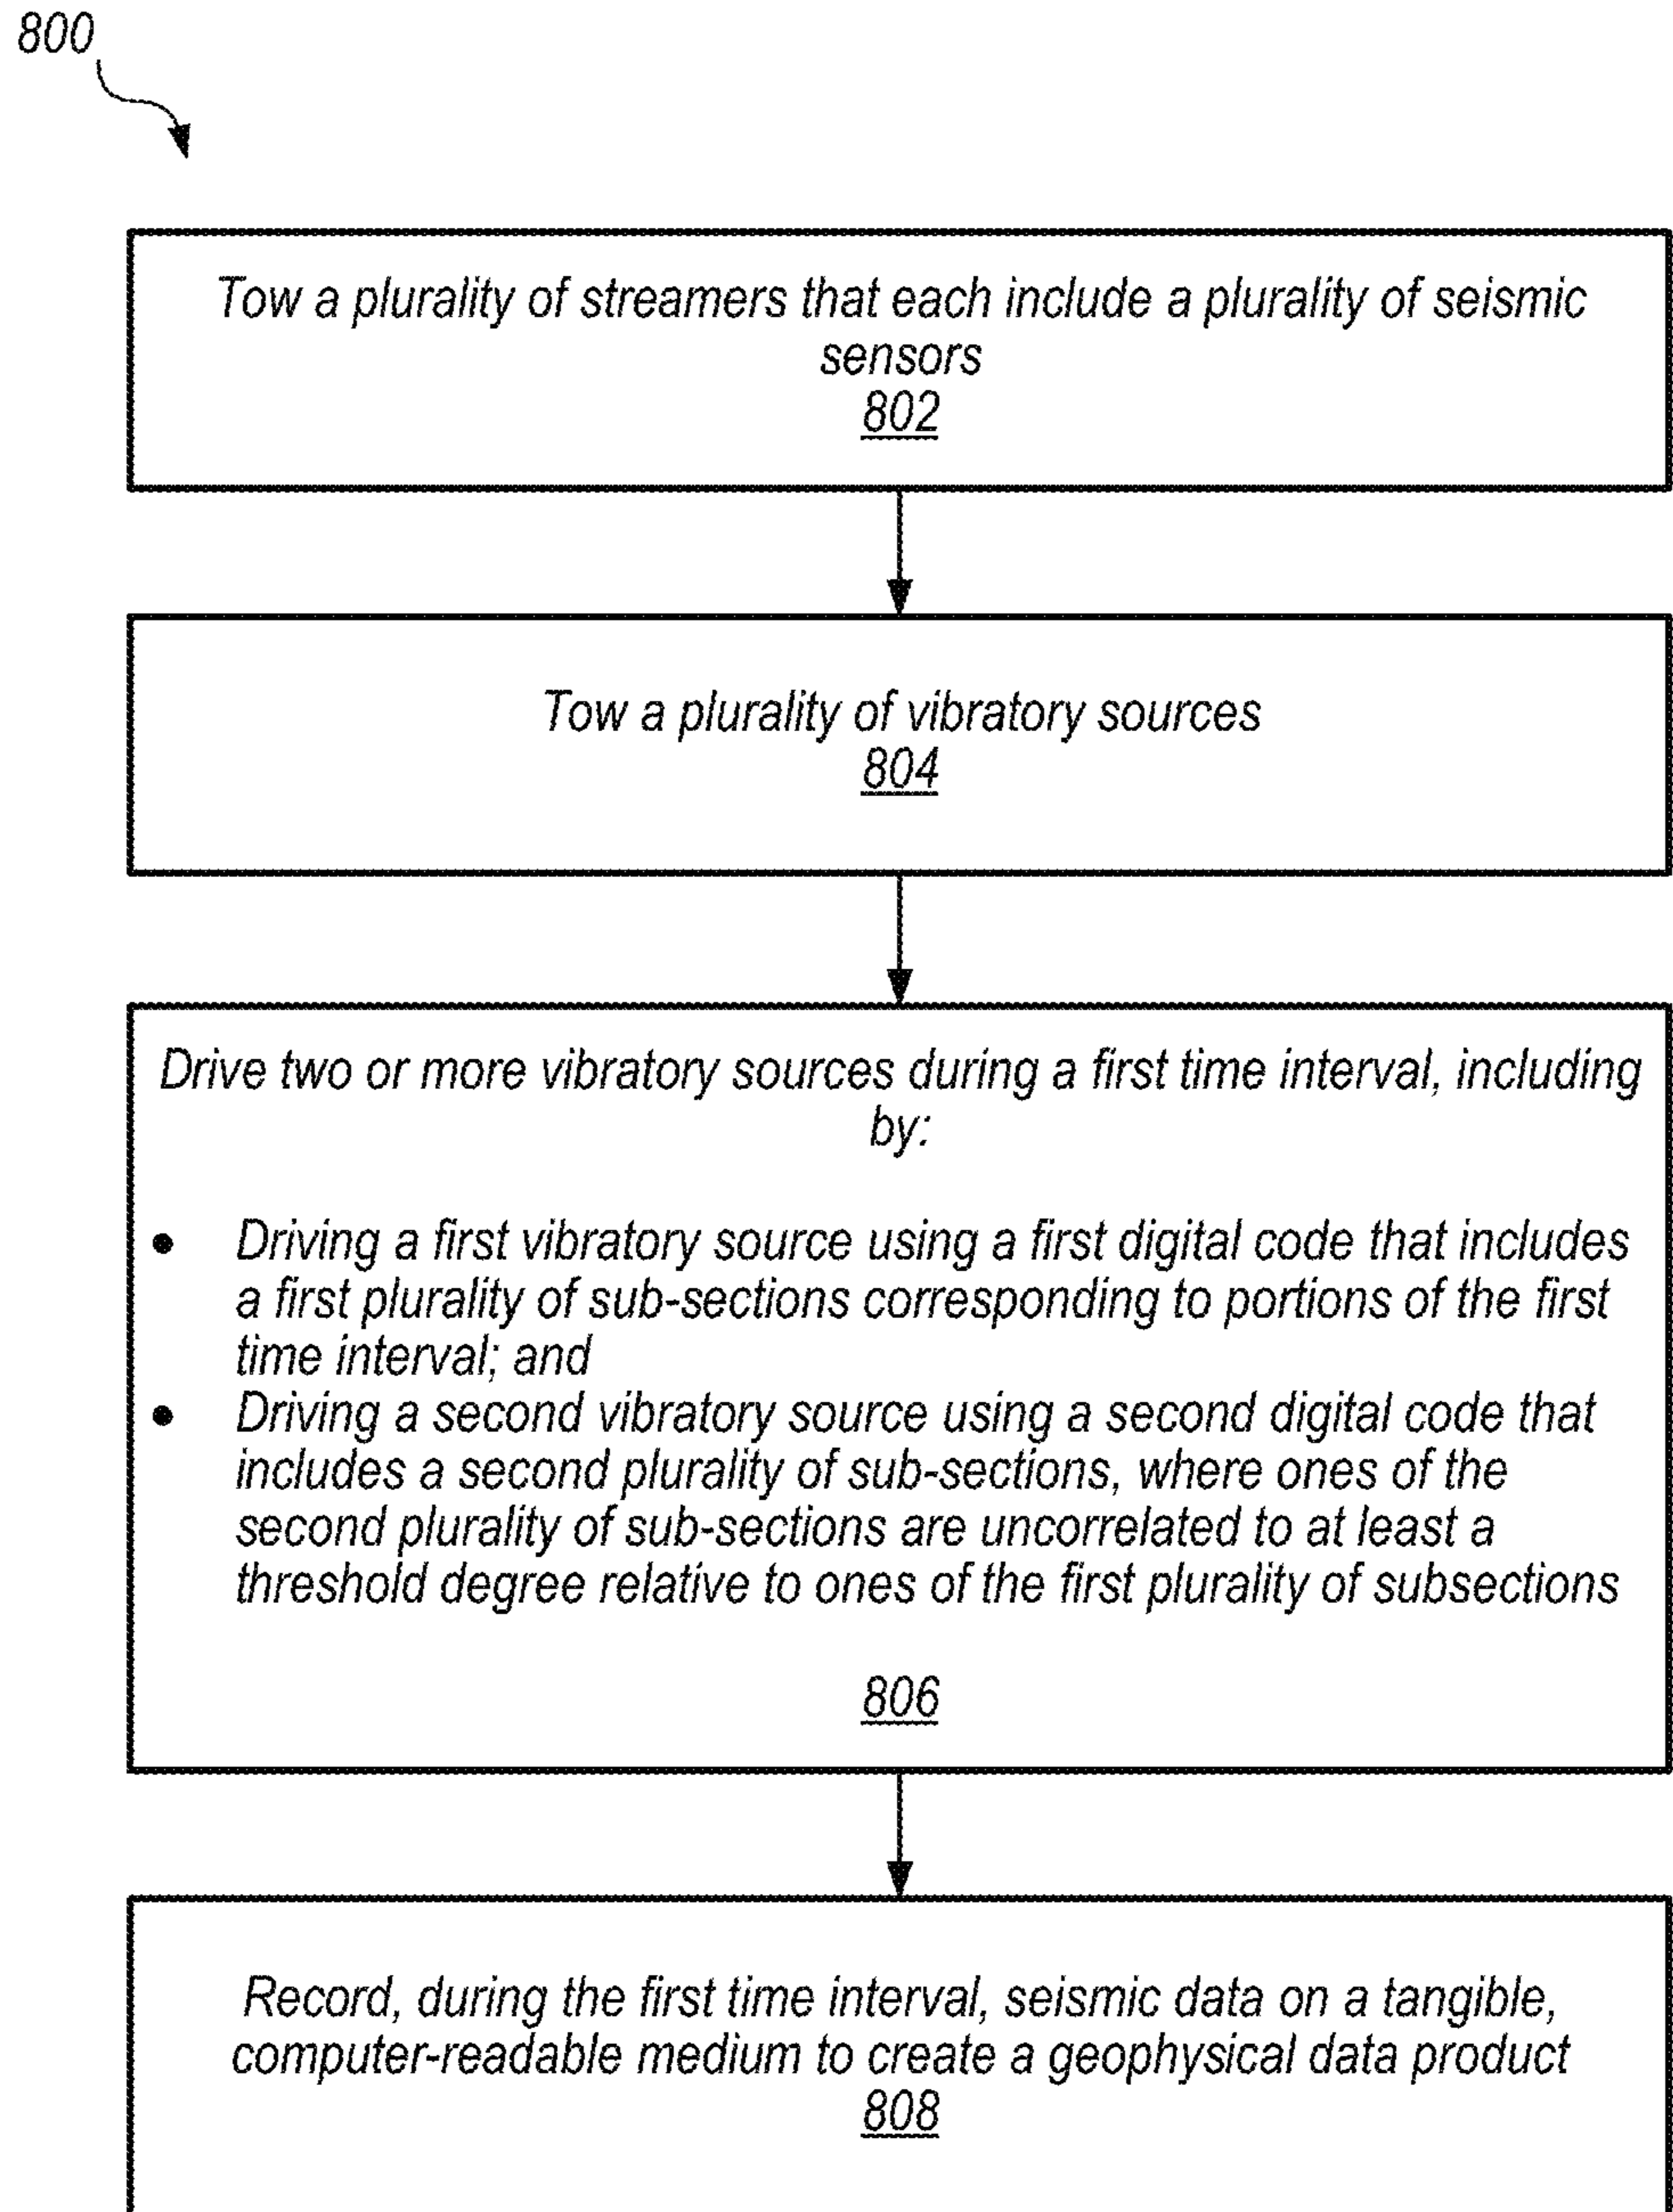 800
Tow a plurality of streamers that each include a plurality of seismic
sensors
802
Tow a plurality of vibratory sources
804
Drive two or more vibratory sources during a first time interval, including
by:
• Driving a first vibratory source using a first digital code that includes
a first plurality of sub-sections corresponding to portions of the first
time interval; and
• Driving a second vibratory source using a second digital code that
includes a second plurality of sub-sections, where ones of the
second plurality of sub-sections are uncorrelated to at least a
threshold degree relative to ones of the first plurality of subsections
806
Record, during the first time interval, seismic data on a tangible,
computer-readable medium to create a geophysical data product
808